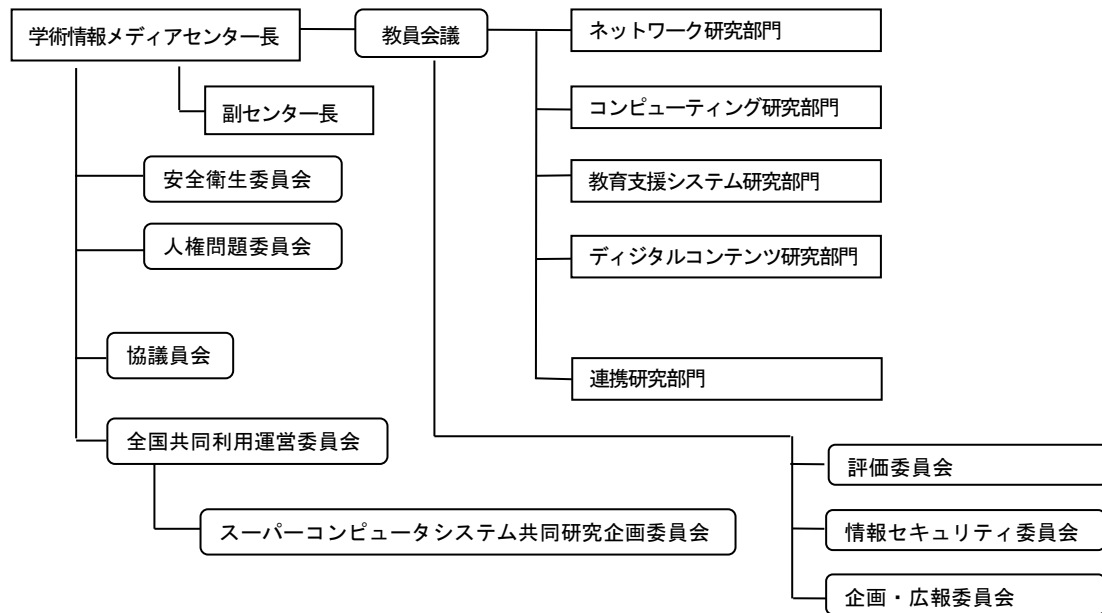 学術情報メディアセンター長
教員会議
ネットワーク研究部門
副センター長
コンピューティング研究部門
安全衛生委員会
教育支援システム研究部門
人権問題委員会
ディジタルコンテンツ研究部門
協議員会
連携研究部門
全国共同利用運営委員会
評価委員会
スーパーコンピュータシステム共同研究企画委員会
情報セキュリティ委員会
企画・広報委員会